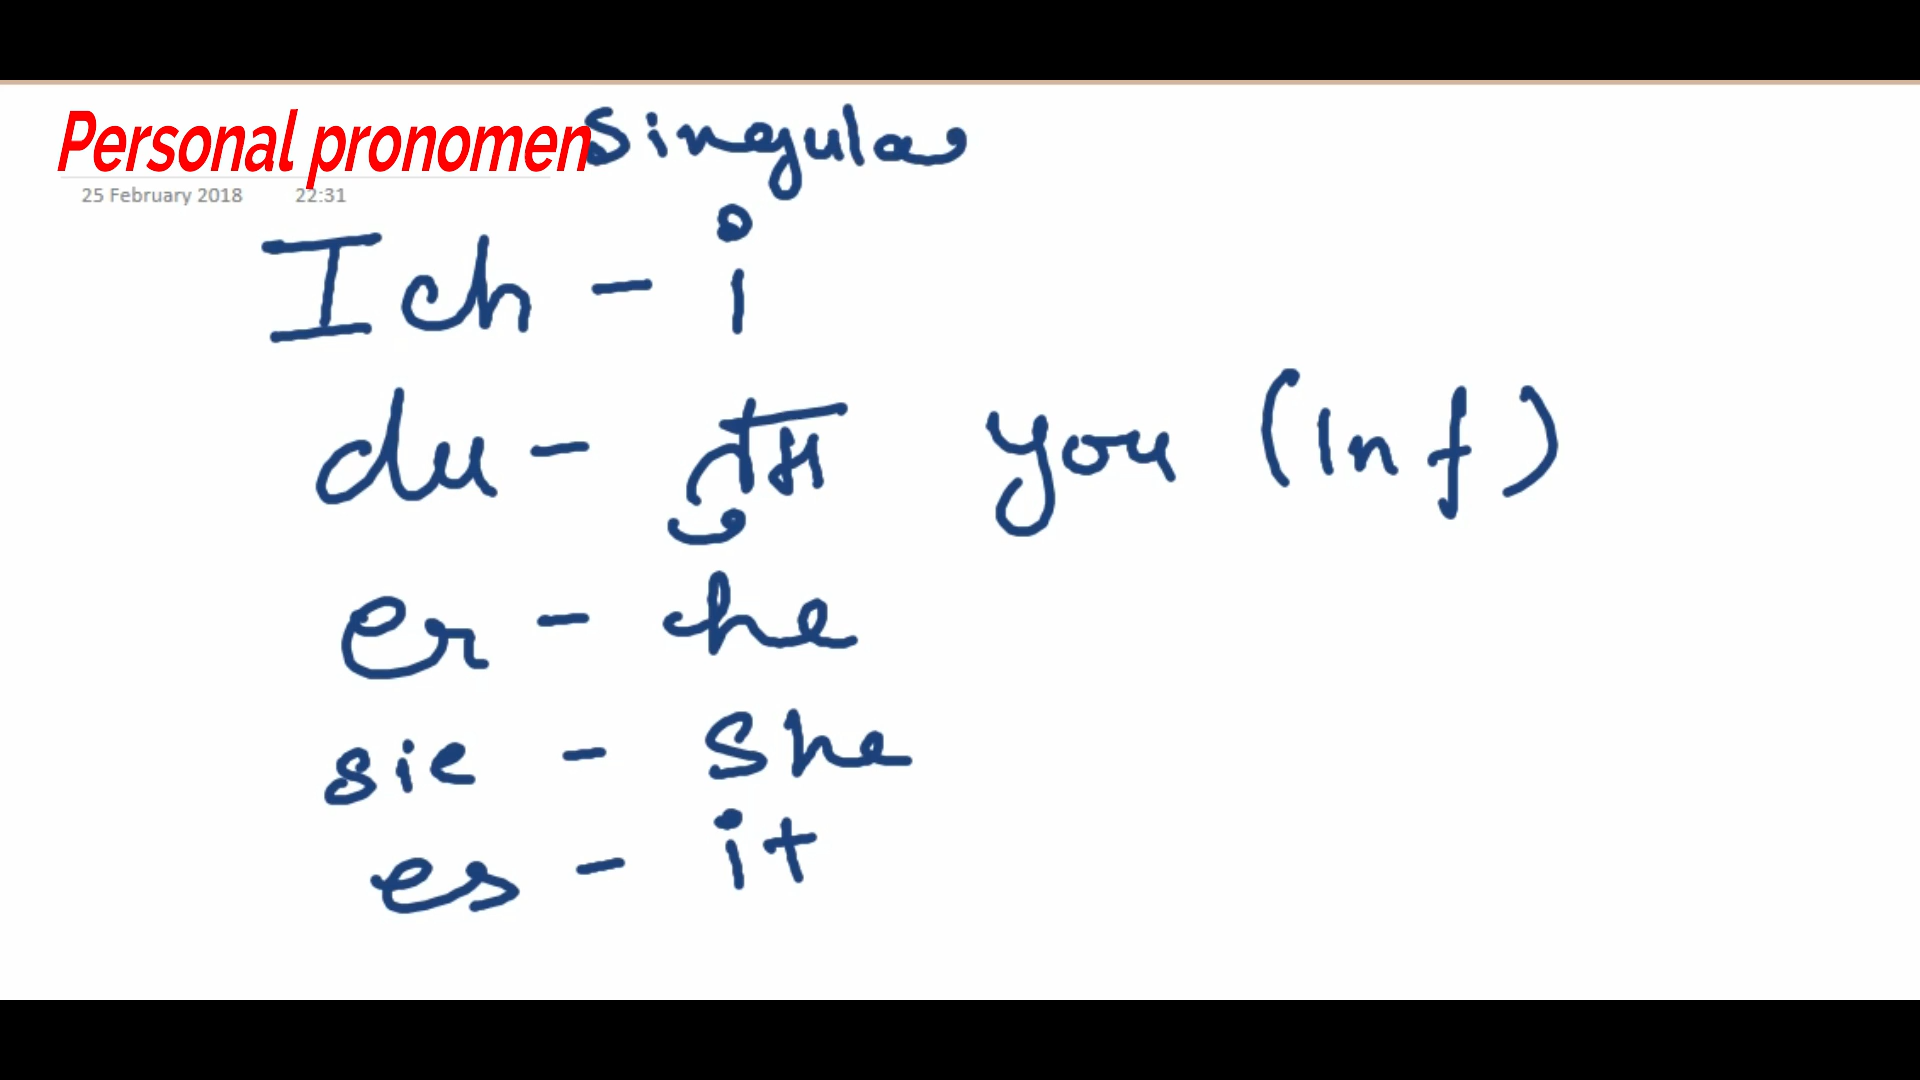 Personal pronomen Singular
25 February 2018 22:31
Ich - i
du - तुम you (Inf)
er - he
sie - She
es - it